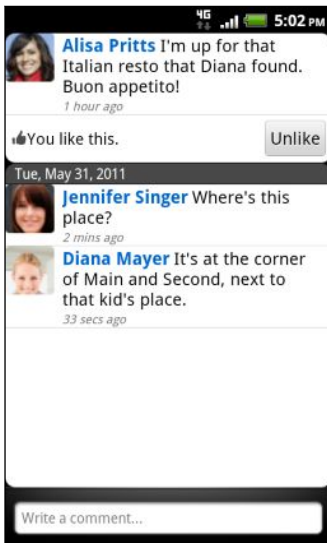 4G 5:02 PM
Alisa Pritts I'm up for that
Italian resto that Diana found.
Buon appetito!
1 hour ago
You like this. Unlike
Tue, May 31, 2011
Jennifer Singer Where's this
place?
2 mins ago
Diana Mayer It's at the corner
of Main and Second, next to
that kid's place.
33 secs ago
Write a comment...